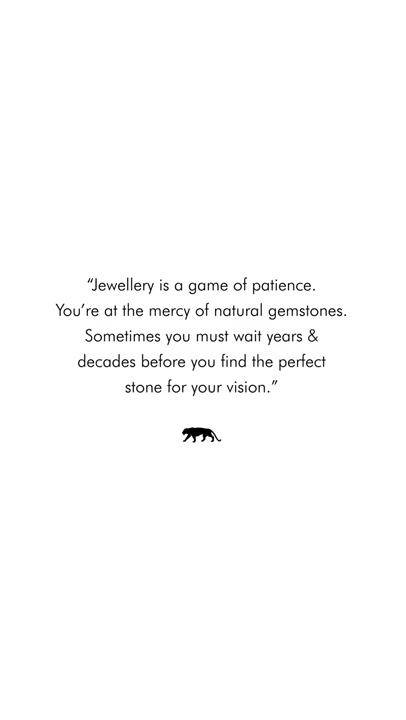 “Jewellery is a game of patience.
You’re at the mercy of natural gemstones.
Sometimes you must wait years &
decades before you find the perfect
stone for your vision.”